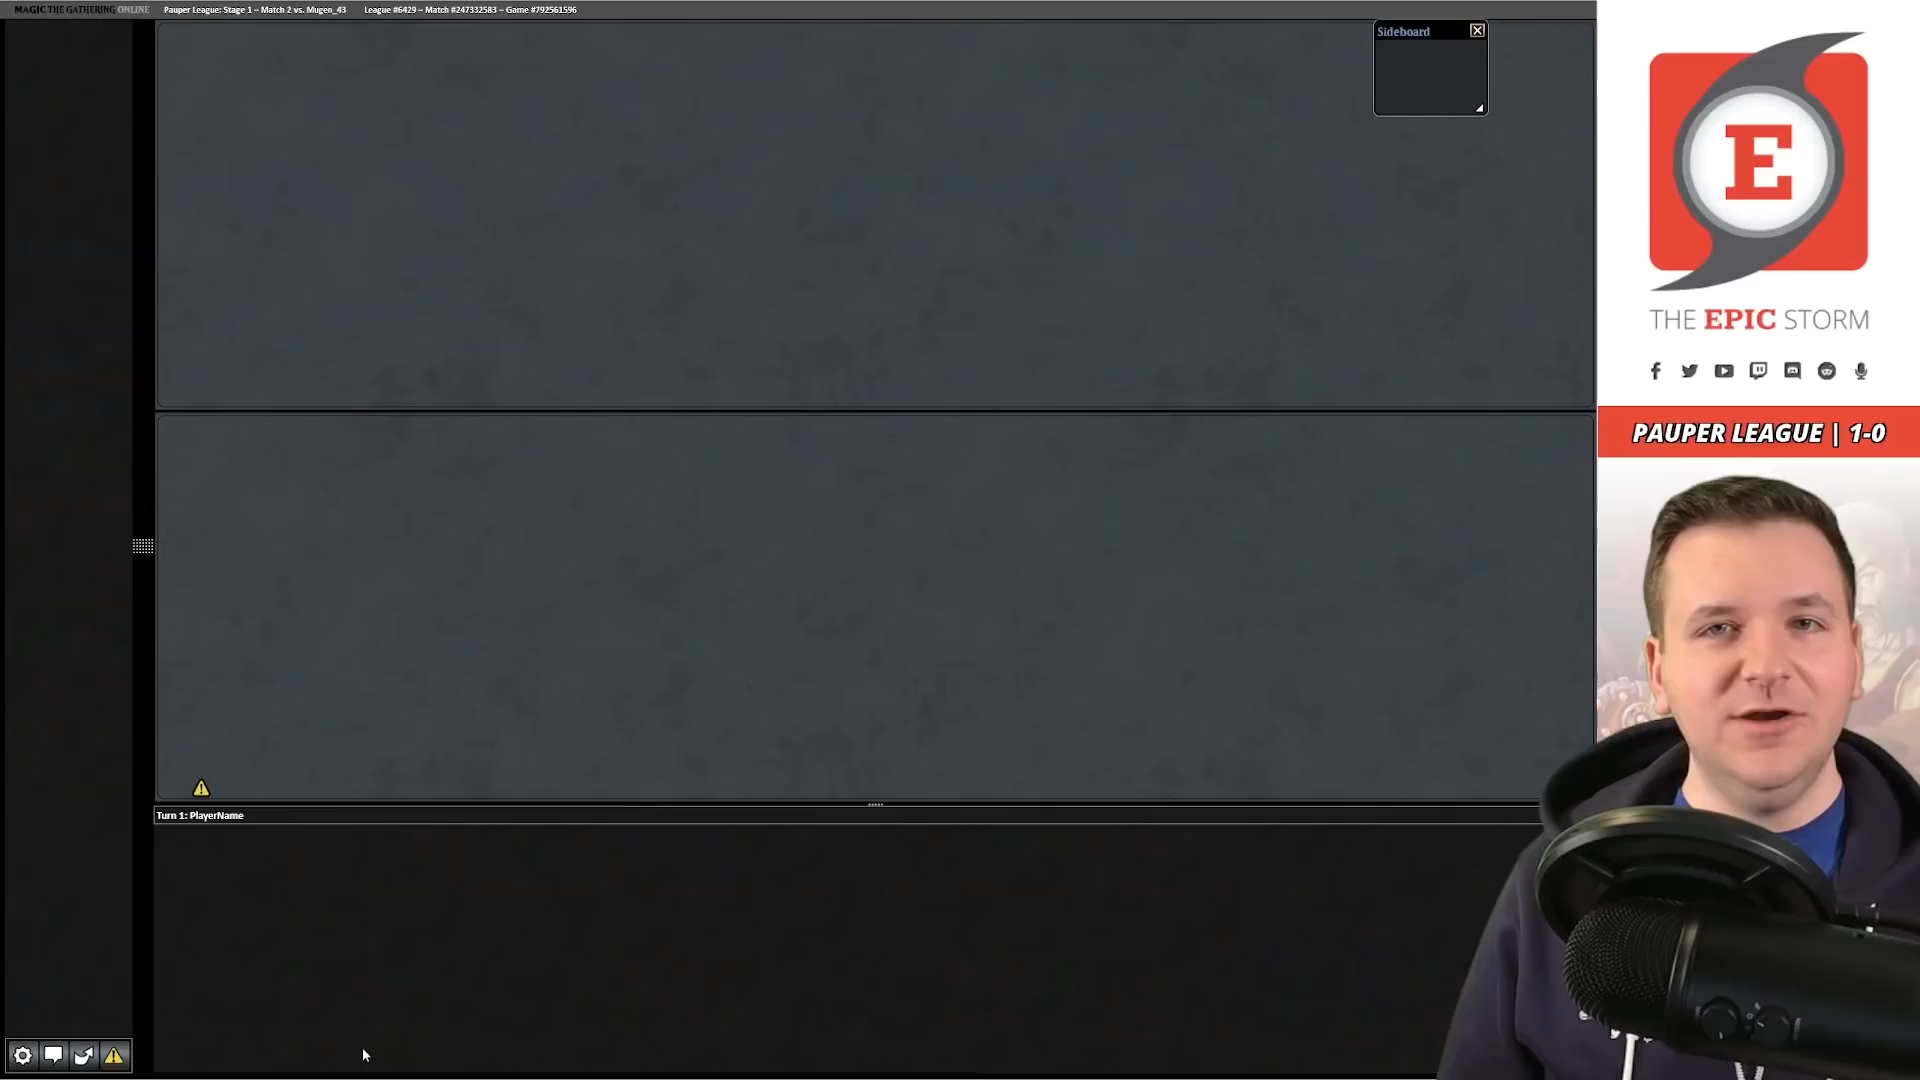 MAGIC THE GATHERING ONLINE Pauper League: Stage 1 – Match 2 vs. Mugen_43 League #6429 – Match #247332583 – Game #792561596
Sideboard
E
THE EPIC STORM
PAUPER LEAGUE | 1-0
Turn 1: PlayerName